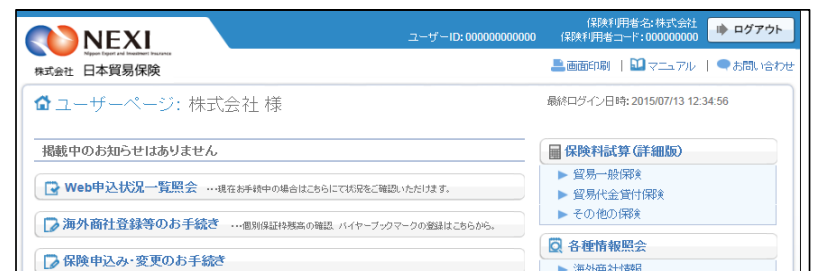 NEXI
Nippon Export and Investment Insurance
株式会社 日本貿易保険
ユーザーID:000000000000
(保険利用者名:株式会社
(保険利用者コード:000000000
ログアウト
画面印刷 | マニュアル | お問い合わせ
ユーザーページ: 株式会社 様
最終ログイン日時:2015/07/13 12:34:56
掲載中のお知らせはありません
Web申込状況一覧照会 …現在お手続中の場合はこちらにて状況をご確認いただけます。
海外商社登録等のお手続き …個別保証枠残高の確認、バイヤーブックマークの登録はこちらから。
保険申込み・変更のお手続き
保険料試算(詳細版)
貿易一般保険
貿易代金貸付保険
その他の保険
各種情報照会
海外商社情報